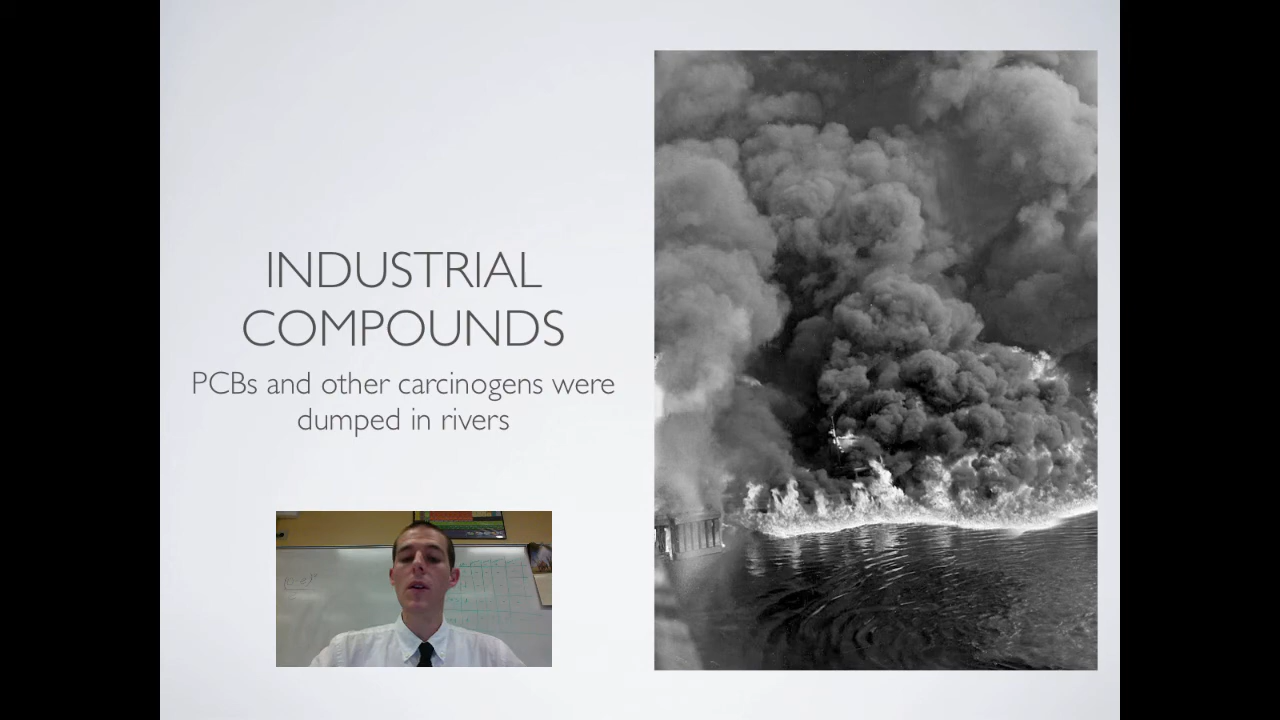 INDUSTRIAL
COMPOUNDS
PCBs and other carcinogens were
dumped in rivers